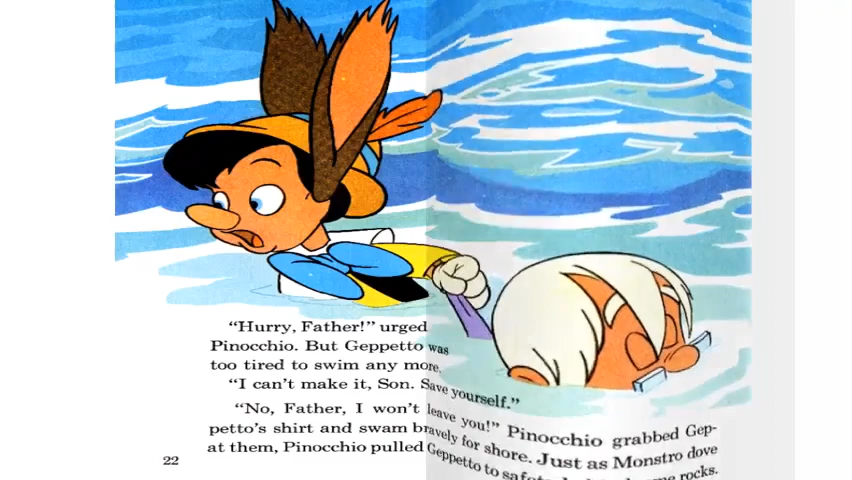 “Hurry, Father!” urged
Pinocchio. But Geppetto was
too tired to swim any more.
“I can’t make it, Son. Save yourself.”
“No, Father, I won’t leave you!” Pinocchio grabbed Gep-
petto’s shirt and swam bravely for shore. Just as Monstro dove
at them, Pinocchio pulled Geppetto to rocks.
22